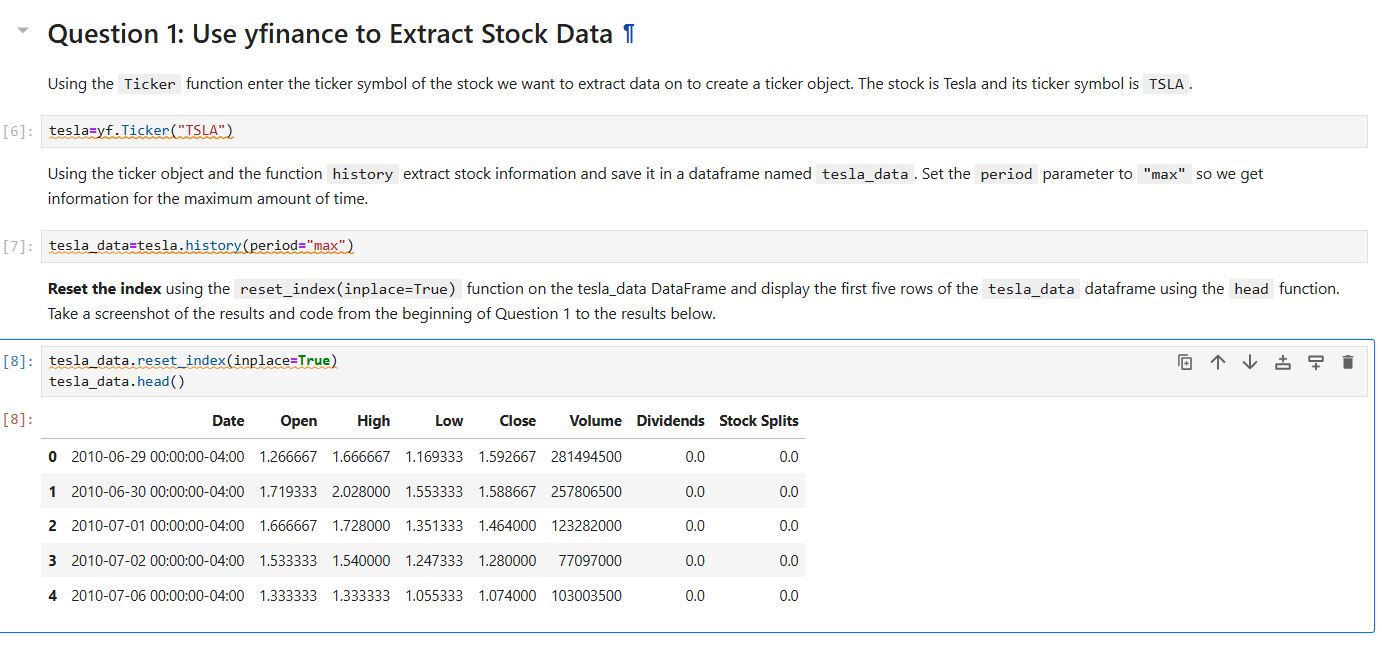 Question 1: Use yfinance to Extract Stock Data ¶
Using the Ticker function enter the ticker symbol of the stock we want to extract data on to create a ticker object. The stock is Tesla and its ticker symbol is TSLA .
[6]: tesla=yf.Ticker("TSLA")
Using the ticker object and the function history extract stock information and save it in a dataframe named tesla_data . Set the period parameter to "max" so we get
information for the maximum amount of time.
[7]: tesla_data=tesla.history(period="max")
Reset the index using the reset_index(inplace=True) function on the tesla_data DataFrame and display the first five rows of the tesla_data dataframe using the head function.
Take a screenshot of the results and code from the beginning of Question 1 to the results below.
[8]: tesla_data.reset_index(inplace=True)
tesla_data.head()
[8]: Date Open High Low Close Volume Dividends Stock Splits
0 2010-06-29 00:00:00-04:00 1.266667 1.666667 1.169333 1.592667 281494500 0.0 0.0
1 2010-06-30 00:00:00-04:00 1.719333 2.028000 1.553333 1.588667 257806500 0.0 0.0
2 2010-07-01 00:00:00-04:00 1.666667 1.728000 1.351333 1.464000 123282000 0.0 0.0
3 2010-07-02 00:00:00-04:00 1.533333 1.540000 1.247333 1.280000 77097000 0.0 0.0
4 2010-07-06 00:00:00-04:00 1.333333 1.333333 1.055333 1.074000 103003500 0.0 0.0